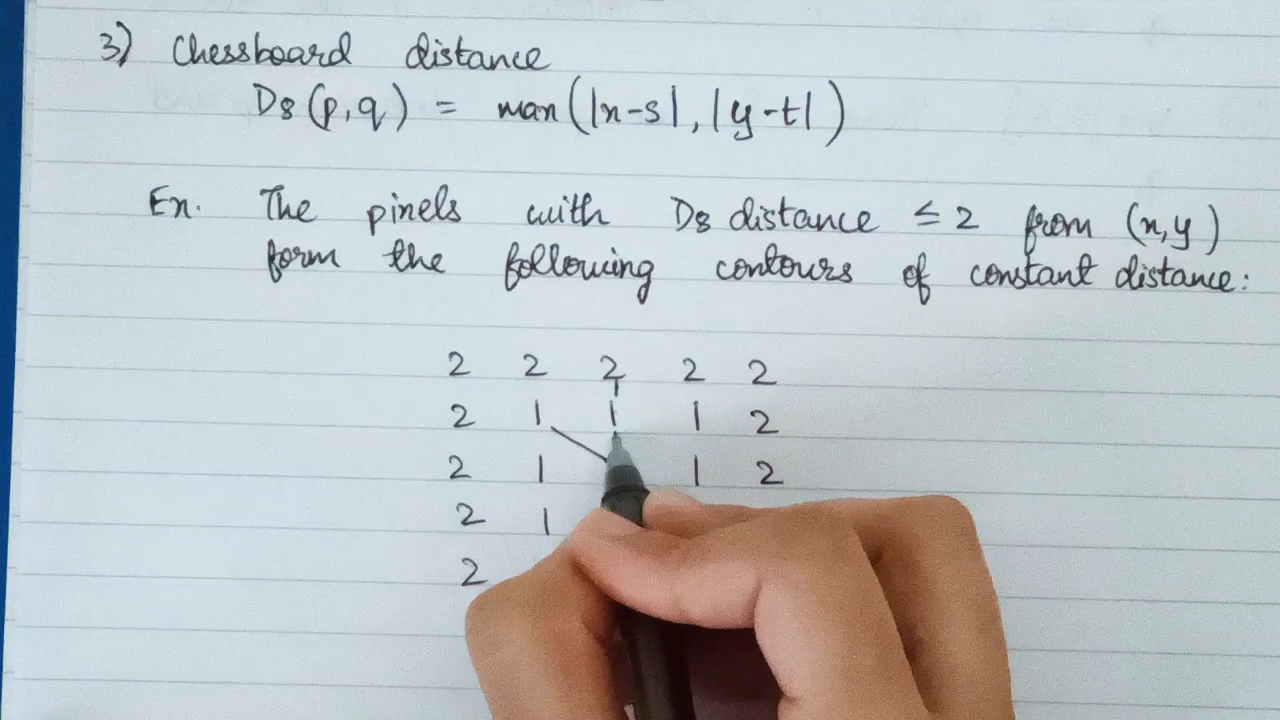 3) Chessboard distance
D8(p,q) = max(|x-s|, |y-t|)
Ex. The pixels with D8 distance ≤ 2 from (x,y)
form the following contours of constant distance:
2 2 2 2 2
2 1 1 1 2
2 1 1 2
2 1
2